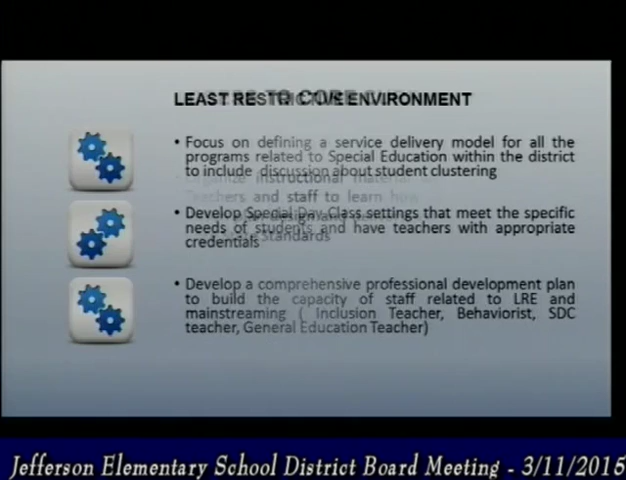 LEAST RESTRICTIVE ENVIRONMENT
• Focus on defining a service delivery model for all the
programs related to Special Education within the district
to include discussion about student clustering
• Develop Special Day Class settings that meet the specific
needs of students and have teachers with appropriate
credentials
• Develop a comprehensive professional development plan
to build the capacity of staff related to LRE and
mainstreaming ( Inclusion Teacher, Behaviorist, SDC
teacher, General Education Teacher)
Jefferson Elementary School District Board Meeting - 3/11/2015